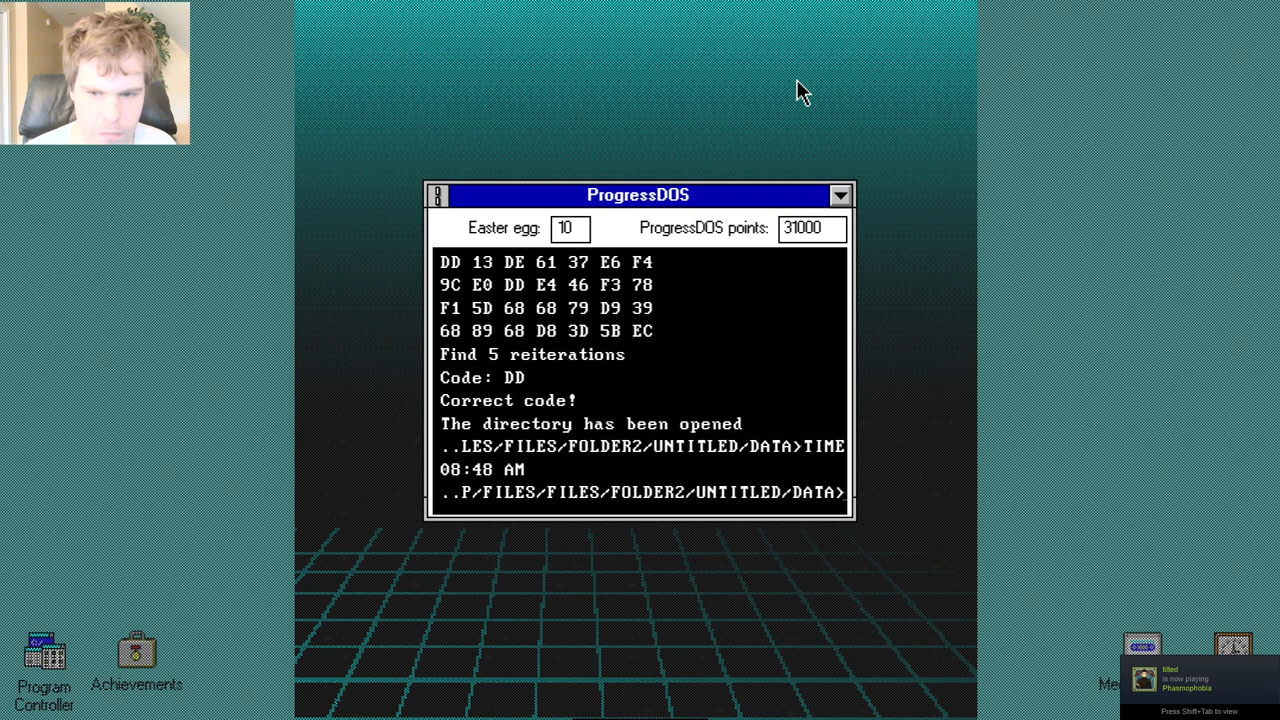 ProgressDOS
Easter egg: 10 ProgressDOS points: 31000
DD 13 DE 61 37 E6 F4
9C E0 DD E4 46 F3 78
F1 5D 68 68 79 D9 39
68 89 68 D8 3D 5B EC
Find 5 reiterations
Code: DD
Correct code!
The directory has been opened
..LES/FILES/FOLDER2/UNTITLED/DATA>TIME
08:48 AM
..P/FILES/FILES/FOLDER2/UNTITLED/DATA>_
Program
Controller
Achievements
Me
tilted
is now playing
Phasmophobia
Press Shift+Tab to view